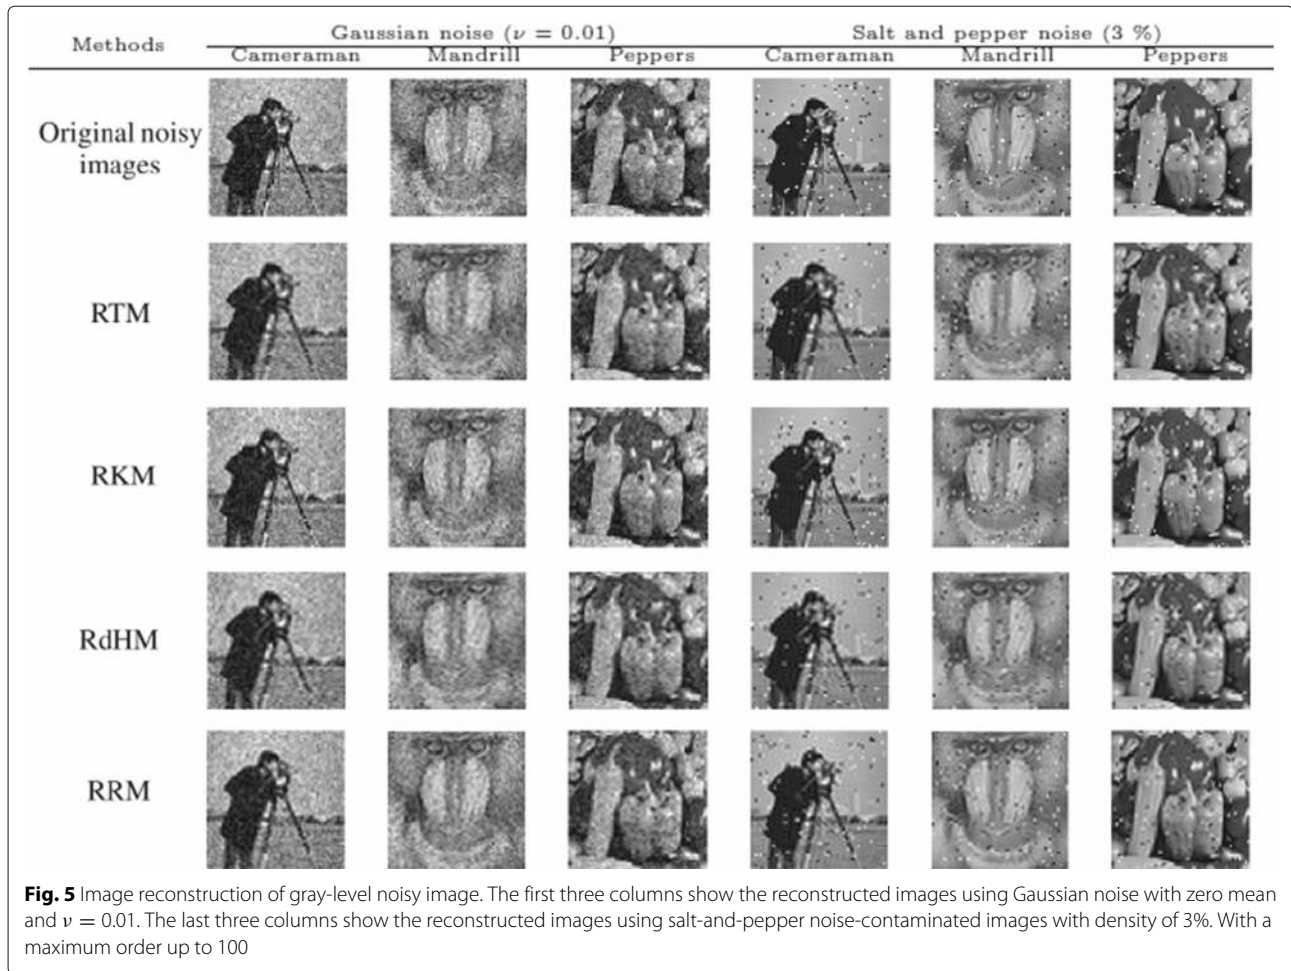 Methods
Gaussian noise (ν = 0.01)
Salt and pepper noise (3 %)
Cameraman Mandrill Peppers Cameraman Mandrill Peppers
Original noisy
images
RTM
RKM
RdHM
RRM
Fig. 5 Image reconstruction of gray-level noisy image. The first three columns show the reconstructed images using Gaussian noise with zero mean
and ν = 0.01. The last three columns show the reconstructed images using salt-and-pepper noise-contaminated images with density of 3%. With a
maximum order up to 100